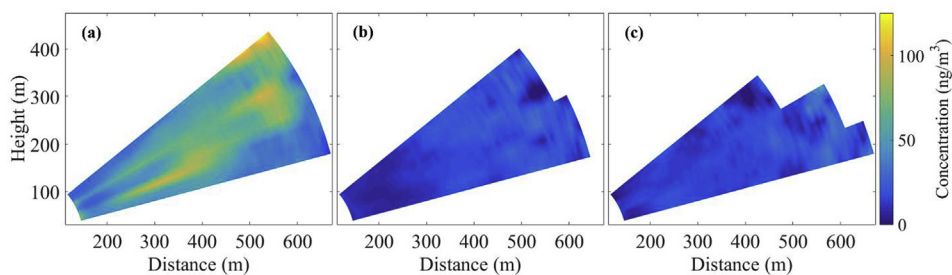 (a)
(b)
(c)
400
300
200
100
Height (m)
200 300 400 500 600
200 300 400 500 600
200 300 400 500 600
Distance (m)
Distance (m)
Distance (m)
100
50
0
Concentration (ng/m³)